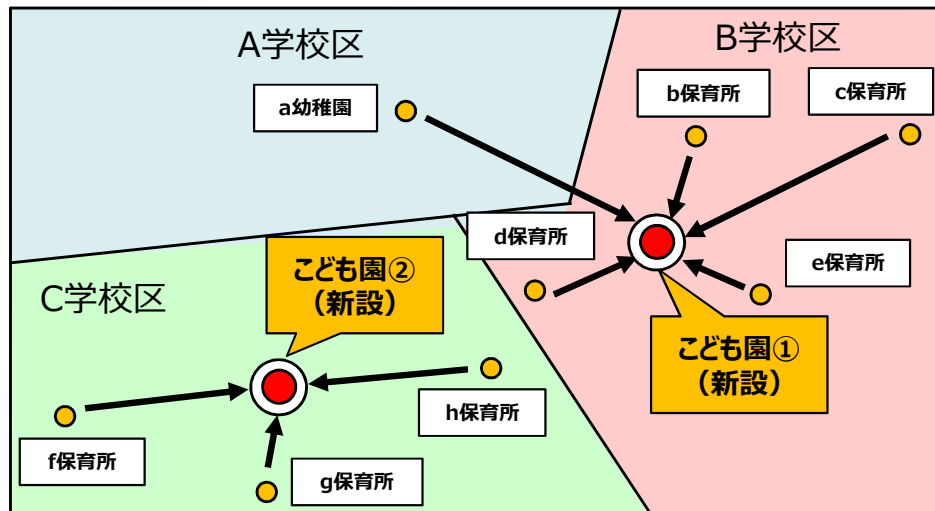 A学校区
B学校区
a幼稚園
b保育所
c保育所
d保育所
e保育所
こども園②
（新設）
C学校区
こども園①
（新設）
h保育所
f保育所
g保育所